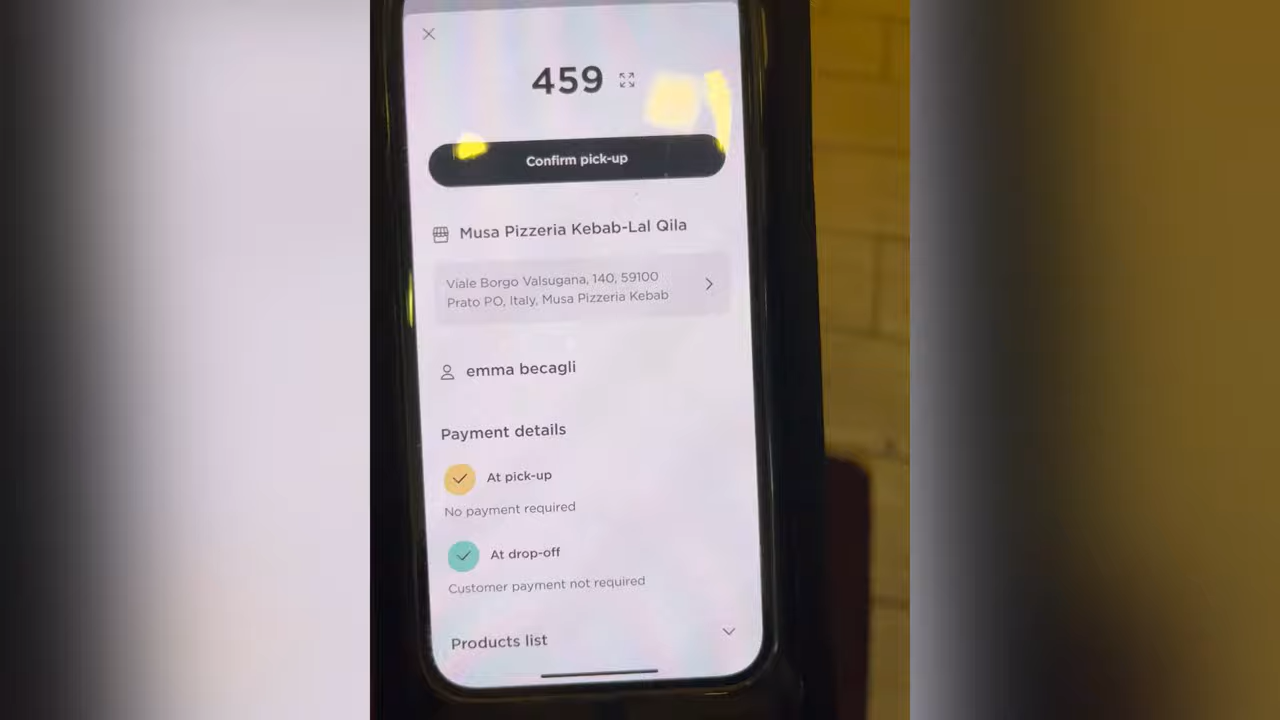 459
Confirm pick-up
Musa Pizzeria Kebab-Lal Qila
Viale Borgo Valsugana, 140, 59100
Prato PO, Italy, Musa Pizzeria Kebab
emma becagli
Payment details
At pick-up
No payment required
At drop-off
Customer payment not required
Products list